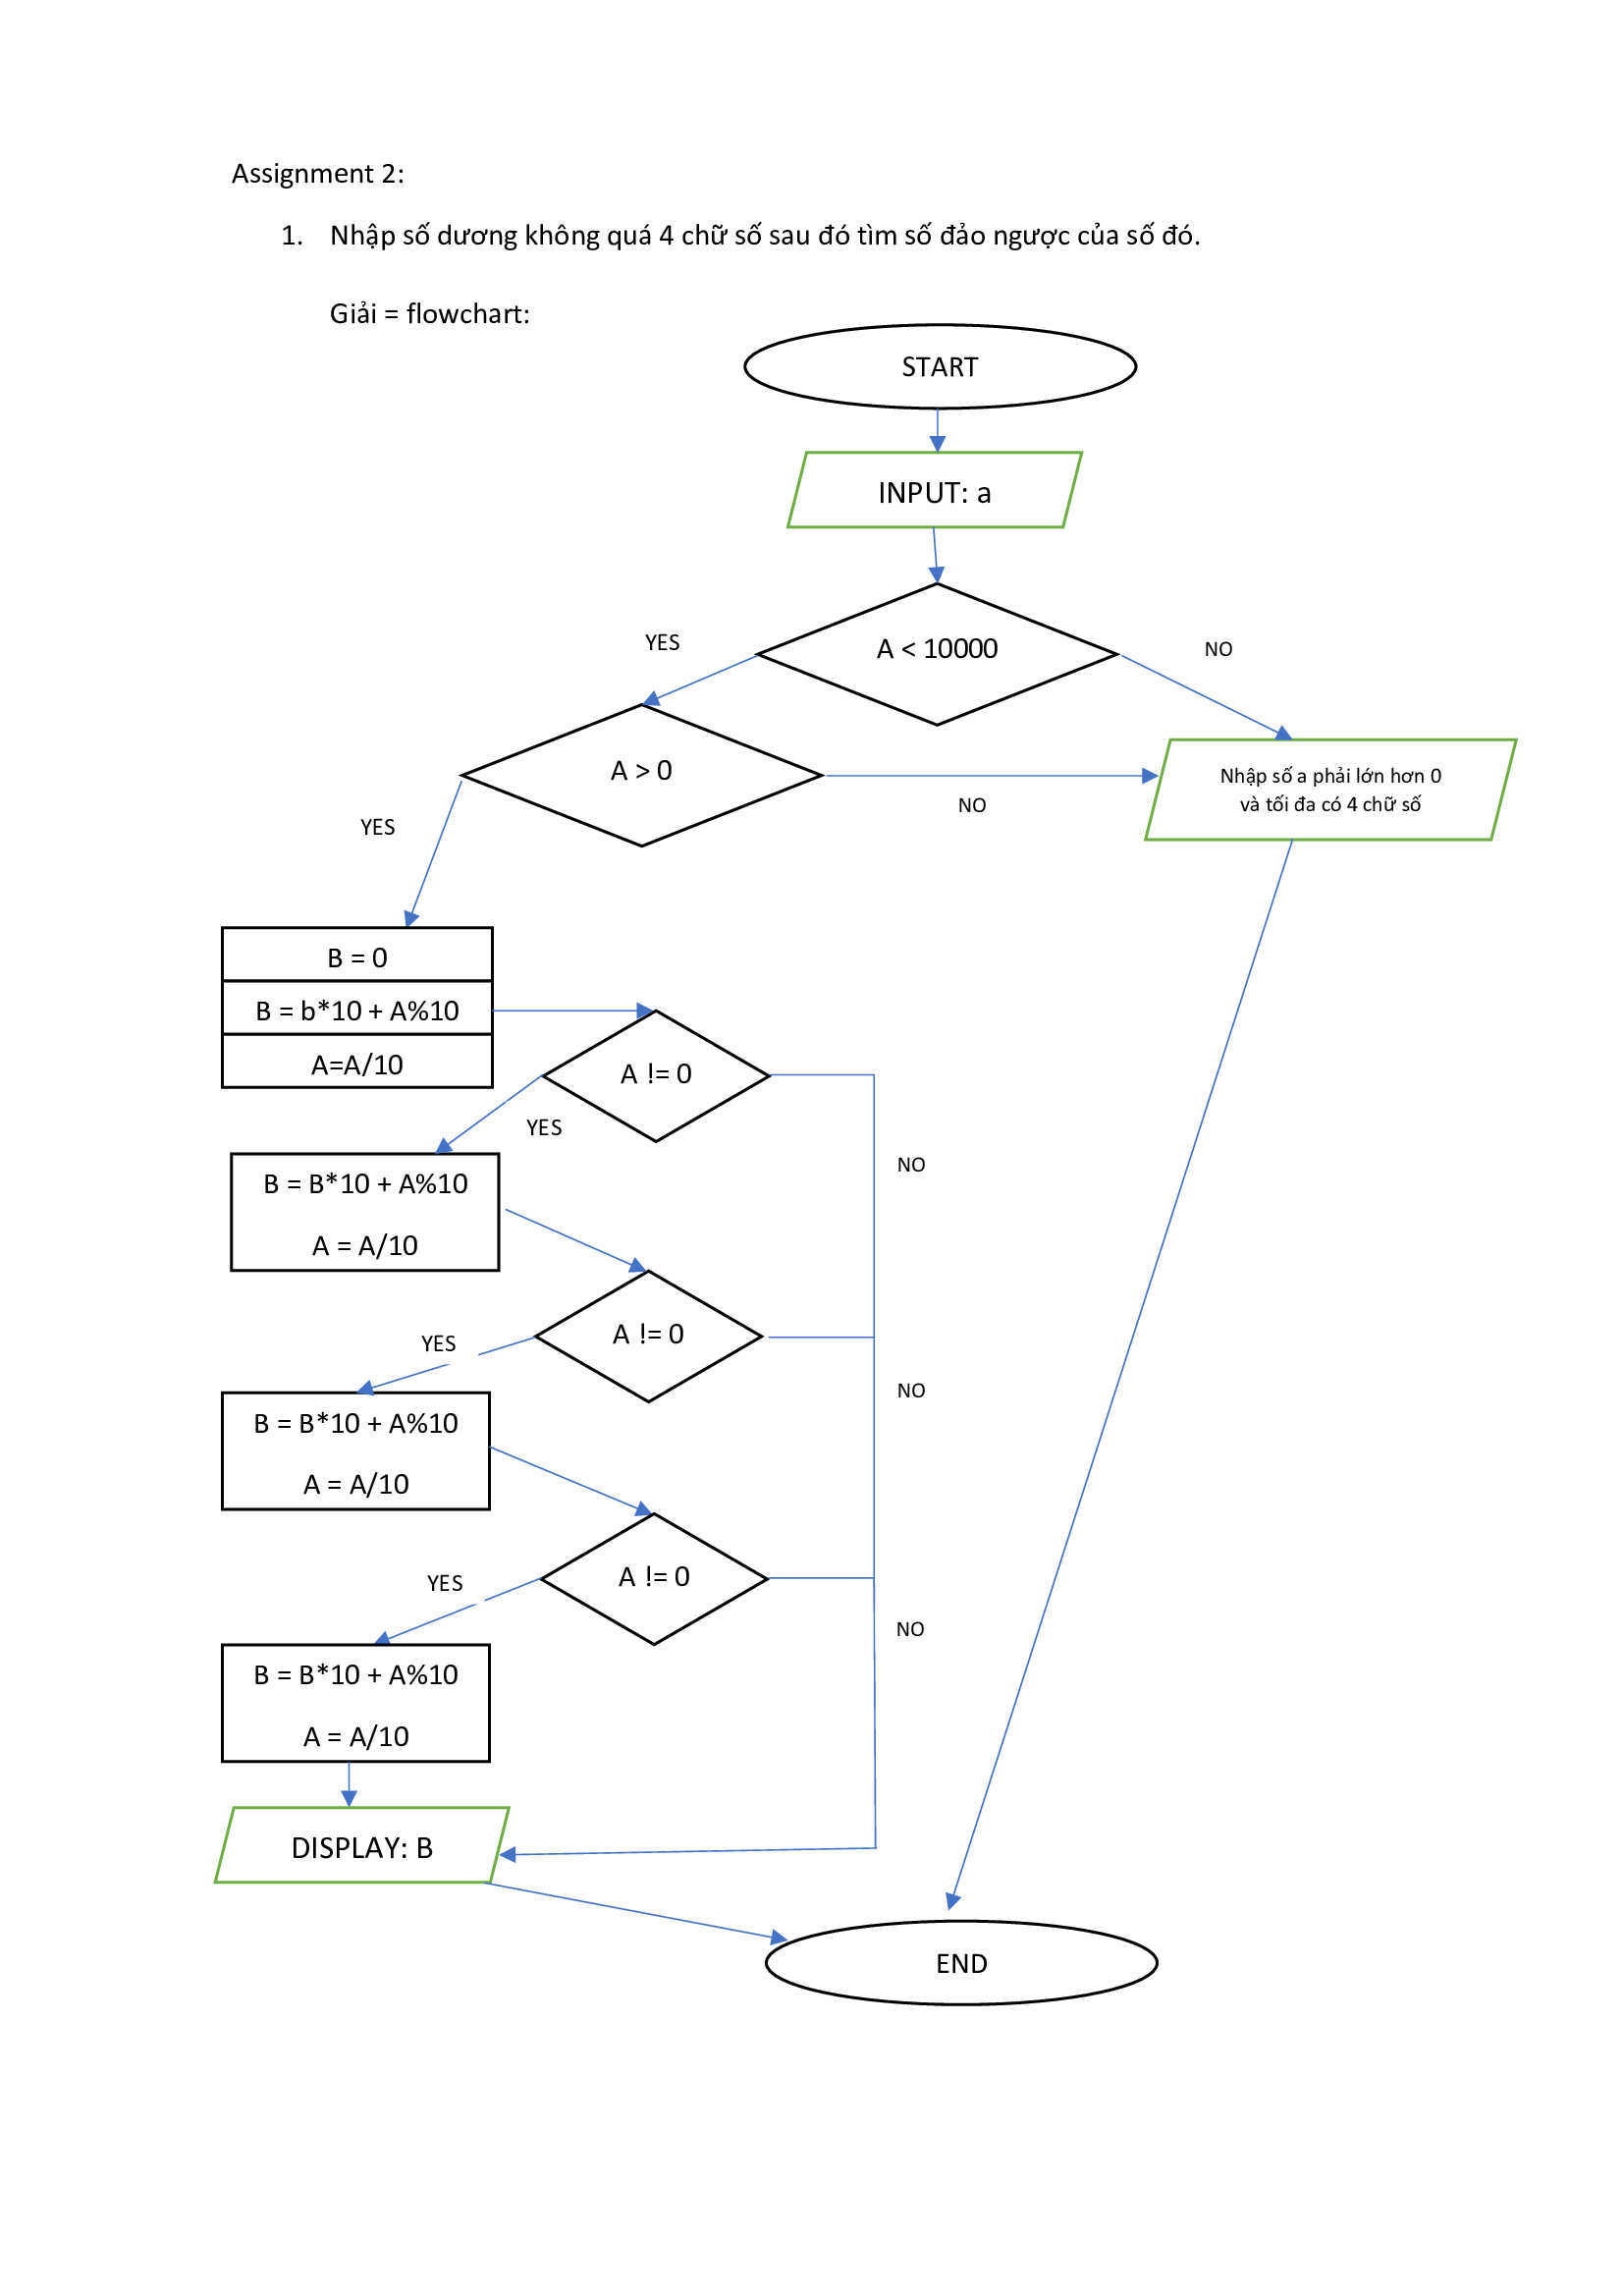 Assignment 2:
1. Nhập số dương không quá 4 chữ số sau đó tìm số đảo ngược của số đó.
Giải = flowchart:
START
INPUT: a
A < 10000
YES
NO
A > 0
Nhập số a phải lớn hơn 0
và tối đa có 4 chữ số
NO
YES
B = 0
B = b*10 + A%10
A=A/10
A != 0
YES
NO
B = B*10 + A%10
A = A/10
A != 0
YES
NO
B = B*10 + A%10
A = A/10
A != 0
YES
NO
B = B*10 + A%10
A = A/10
DISPLAY: B
END